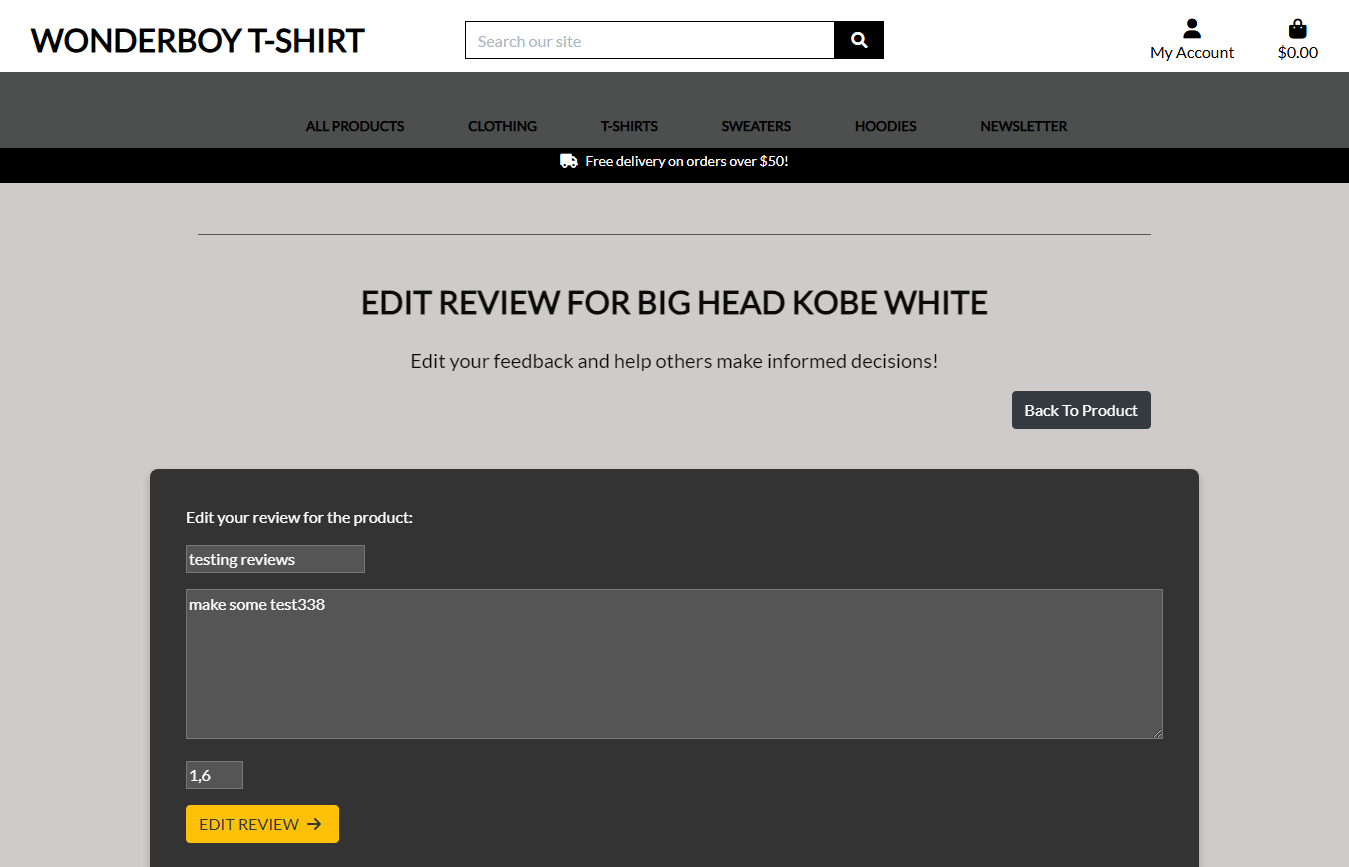 WONDERBOY T-SHIRT
Search our site
My Account
$0.00
ALL PRODUCTS
CLOTHING
T-SHIRTS
SWEATERS
HOODIES
NEWSLETTER
Free delivery on orders over $50!
EDIT REVIEW FOR BIG HEAD KOBE WHITE
Edit your feedback and help others make informed decisions!
Back To Product
Edit your review for the product:
testing reviews
make some test338
1,6
EDIT REVIEW